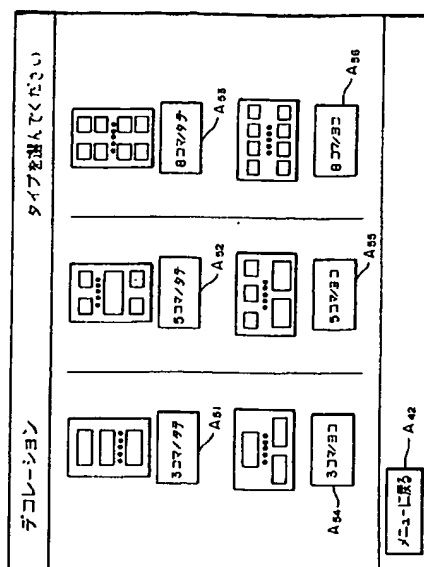 デコレーション
タイプを選んでください
3コマ/タテ
A51
5コマ/タテ
A52
8コマ/タテ
A53
3コマ/ヨコ
A54
5コマ/ヨコ
A55
8コマ/ヨコ
A56
メニューに戻る
A42